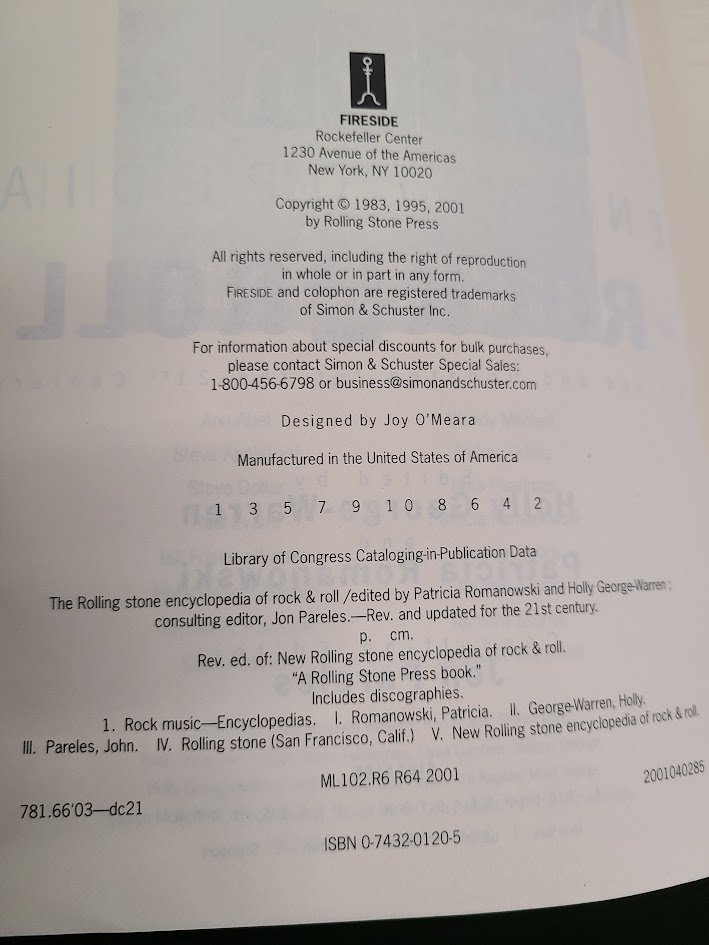 FIRESIDE
Rockefeller Center
1230 Avenue of the Americas
New York, NY 10020
Copyright © 1983, 1995, 2001
by Rolling Stone Press
All rights reserved, including the right of reproduction
in whole or in part in any form.
FIRESIDE and colophon are registered trademarks
of Simon & Schuster Inc.
For information about special discounts for bulk purchases,
please contact Simon & Schuster Special Sales:
1-800-456-6798 or business@simonandschuster.com
Designed by Joy O'Meara
Manufactured in the United States of America
1 3 5 7 9 10 8 6 4 2
Library of Congress Cataloging-in-Publication Data
The Rolling stone encyclopedia of rock & roll /edited by Patricia Romanowski and Holly George-Warren ;
consulting editor, Jon Pareles.—Rev. and updated for the 21st century.
p. cm.
Rev. ed. of: New Rolling stone encyclopedia of rock & roll.
“A Rolling Stone Press book.”
Includes discographies.
1. Rock music—Encyclopedias. I. Romanowski, Patricia. II. George-Warren, Holly.
III. Pareles, John. IV. Rolling stone (San Francisco, Calif.) V. New Rolling stone encyclopedia of rock & roll.
ML102.R6 R64 2001
2001040285
781.66'03—dc21
ISBN 0-7432-0120-5